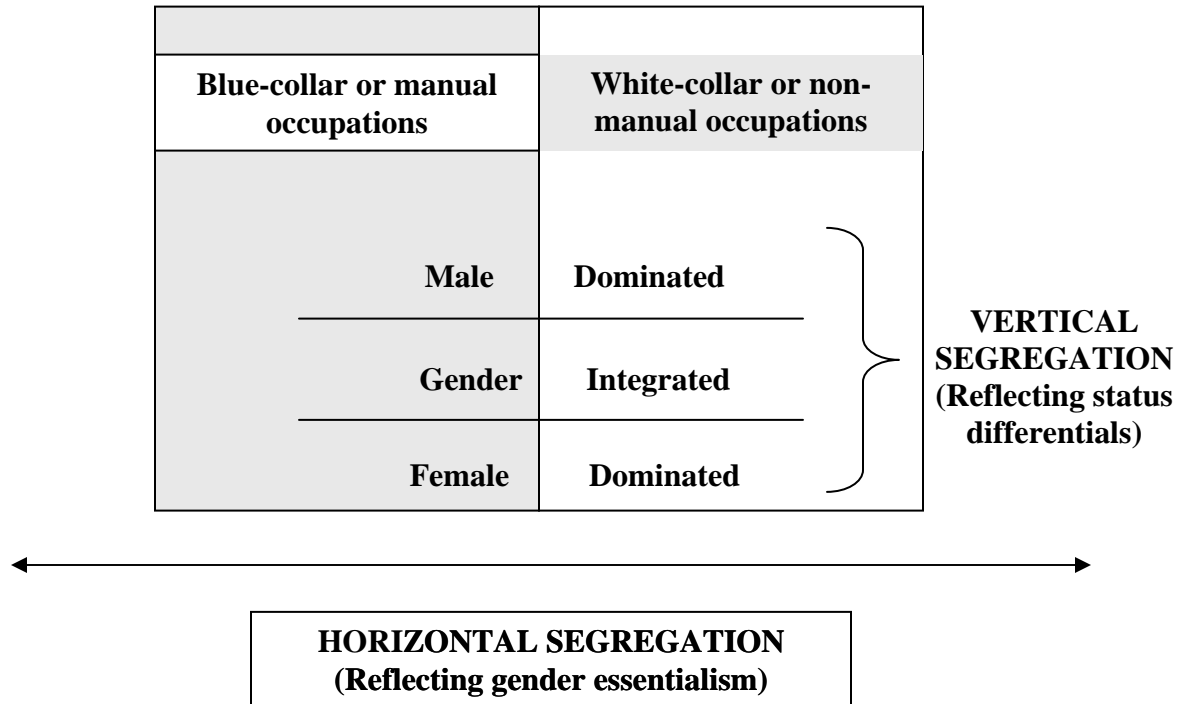 Blue-collar or manual
occupations
White-collar or non-
manual occupations
Male Dominated
Gender Integrated
Female Dominated
VERTICAL
SEGREGATION
(Reflecting status
differentials)
HORIZONTAL SEGREGATION
(Reflecting gender essentialism)